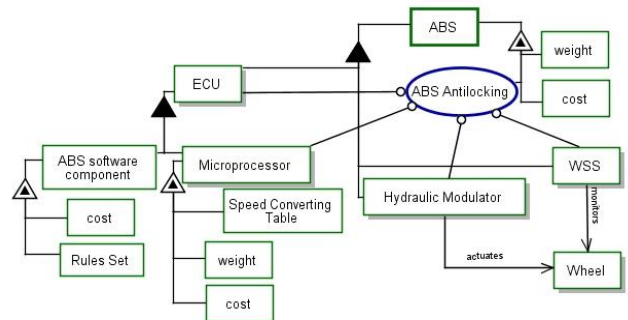 ABS
weight
cost
ABS Antilocking
ECU
ABS software
component
cost
Rules Set
Microprocessor
Speed Converting
Table
weight
cost
Hydraulic Modulator
WSS
monitors
actuates
Wheel